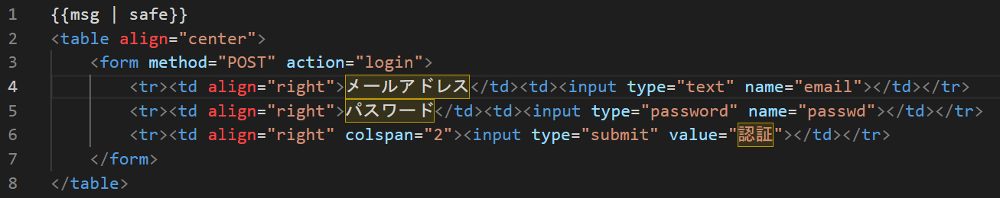 1 {{msg | safe}}
2 <table align="center">
3 <form method="POST" action="login">
4 <tr><td align="right">メールアドレス</td><td><input type="text" name="email"></td></tr>
5 <tr><td align="right">パスワード</td><td><input type="password" name="passwd"></td></tr>
6 <tr><td align="right" colspan="2"><input type="submit" value="認証"></td></tr>
7 </form>
8 </table>